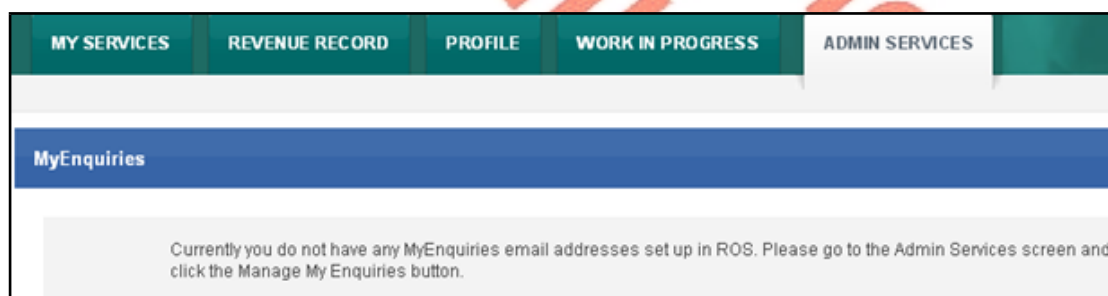 MY SERVICES REVENUE RECORD PROFILE WORK IN PROGRESS ADMIN SERVICES
MyEnquiries
Currently you do not have any MyEnquiries email addresses set up in ROS. Please go to the Admin Services screen and
click the Manage My Enquiries button.